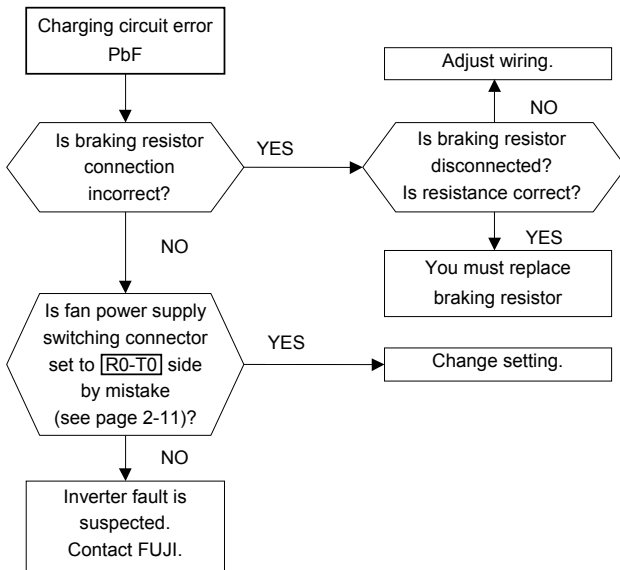 Charging circuit error
PbF
Adjust wiring.
NO
Is braking resistor
connection
incorrect?
YES
Is braking resistor
disconnected?
Is resistance correct?
NO
YES
You must replace
braking resistor
Is fan power supply
switching connector
set to R0-T0 side
by mistake
(see page 2-11)?
YES
Change setting.
NO
Inverter fault is
suspected.
Contact FUJI.